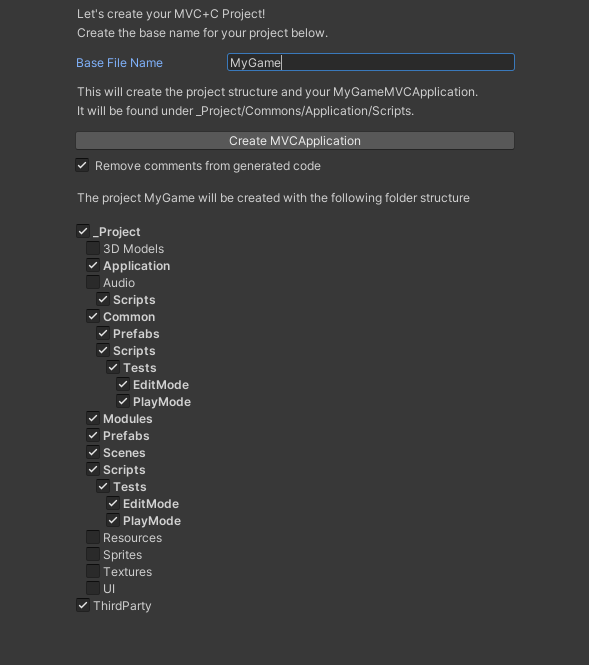 Let's create your MVC+C Project!
Create the base name for your project below.
Base File Name
MyGame
This will create the project structure and your MyGameMVCApplication.
It will be found under _Project/Commons/Application/Scripts.
Create MVCApplication
Remove comments from generated code
The project MyGame will be created with the following folder structure
_Project
3D Models
Application
Audio
Scripts
Common
Prefabs
Scripts
Tests
EditMode
PlayMode
Modules
Prefabs
Scenes
Scripts
Tests
EditMode
PlayMode
Resources
Sprites
Textures
UI
ThirdParty